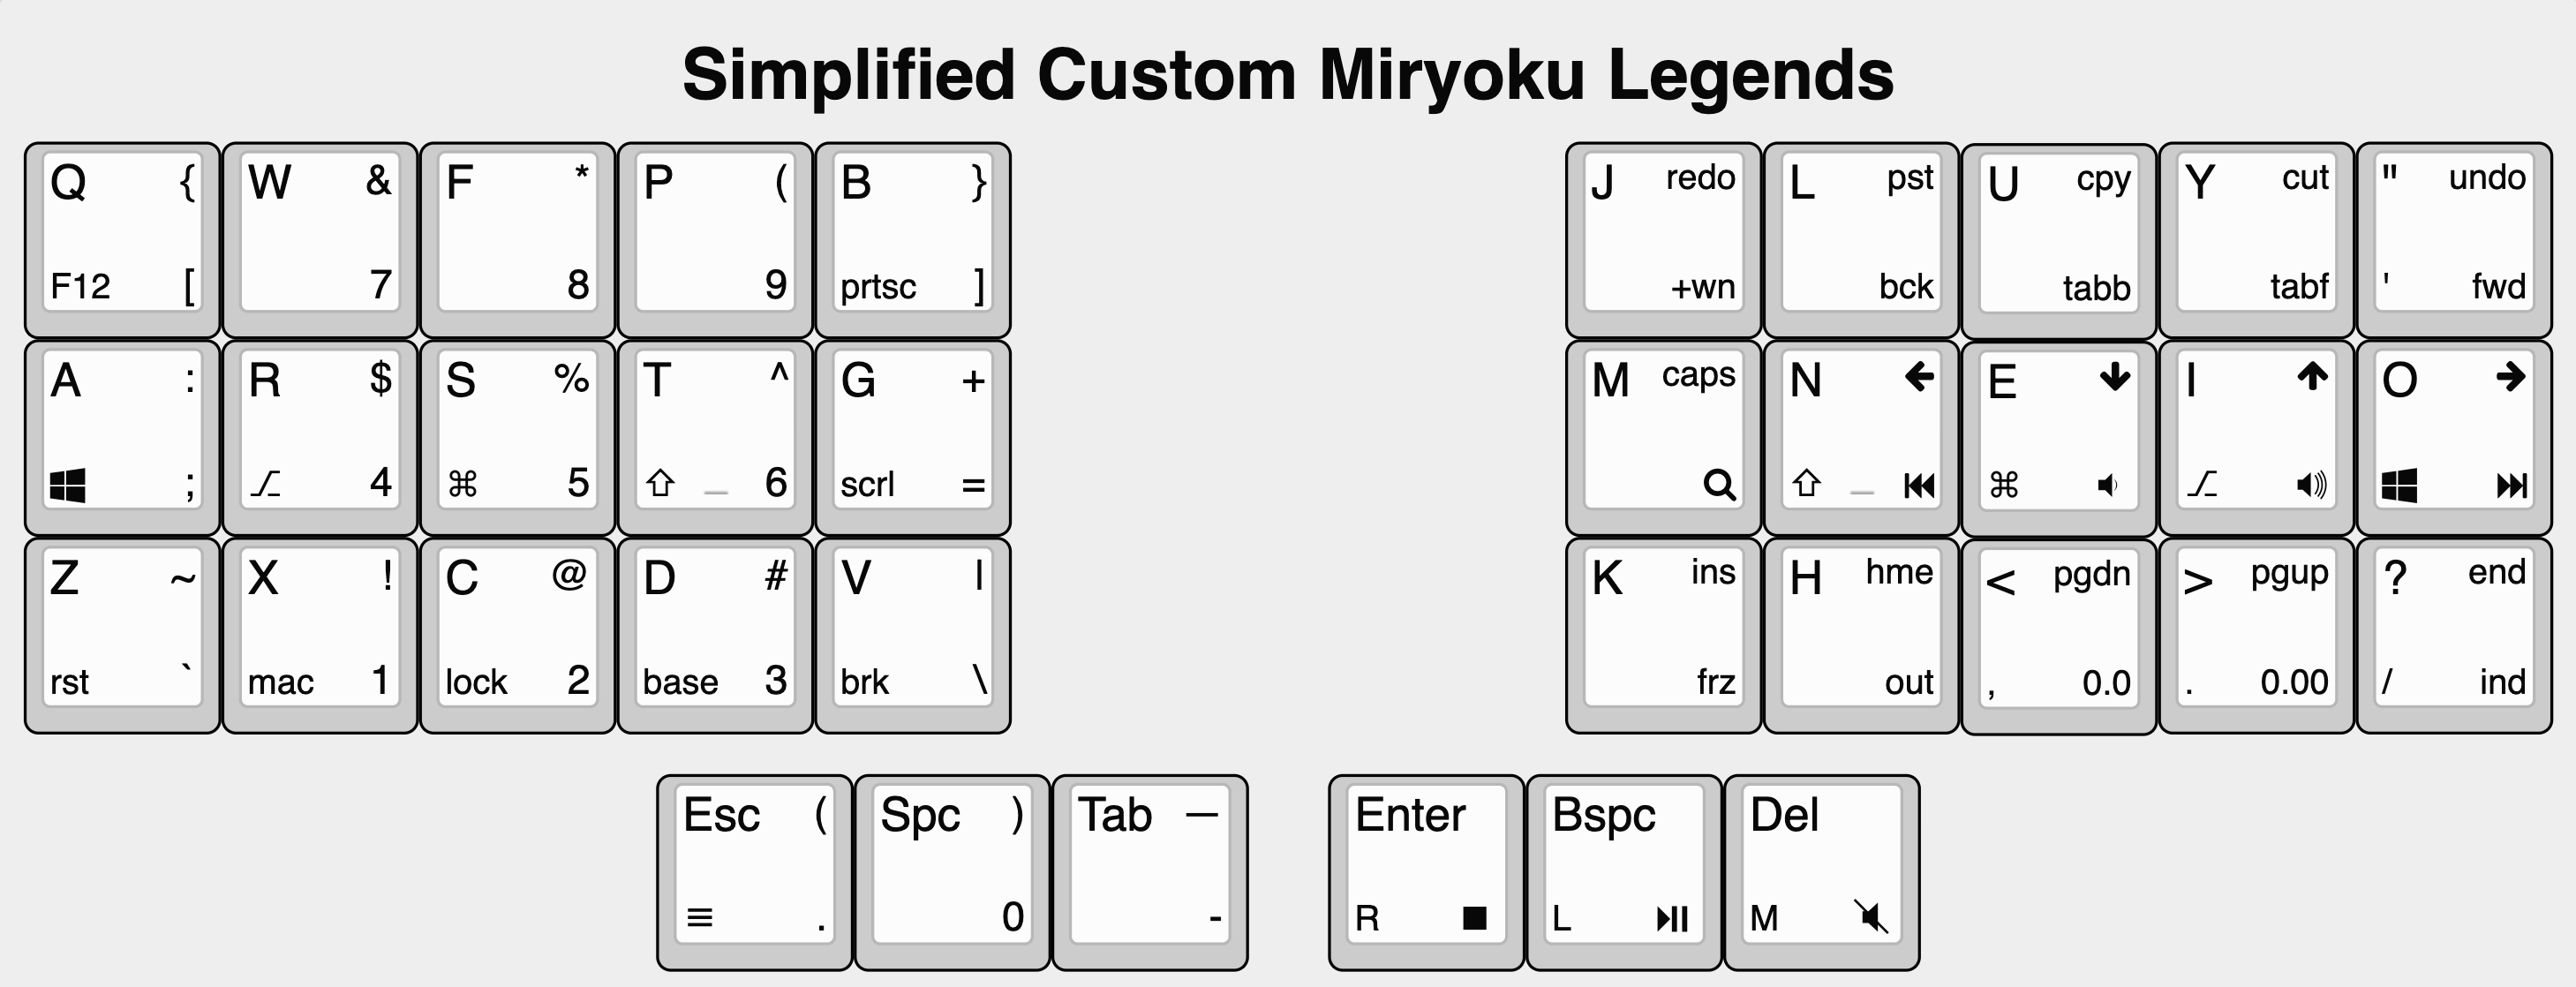 Simplified Custom Miryoku Legends
Q { W & F * P ( B } J redo L pst U cpy Y cut " undo
F12 [ 7 8 9 prtsc ] +wn bck tabb tabf ' fwd
A : R $ S % T ^ G + M caps N ← E ↓ I ↑ O →
; ⌥ 4 ⌘ 5 ⇧ _ 6 scrl = ⇧ _ ⏮ ⌘ 🔈 ⌥ 🔊 ⏭
Z ~ X ! C @ D # V | K ins H hme < pgdn > pgup ? end
rst ` mac 1 lock 2 base 3 brk \ frz out , 0.0 . 0.00 / ind
Esc ( Spc ) Tab — Enter Bspc Del
≡ . 0 - R ■ L ⏯ M 🔇